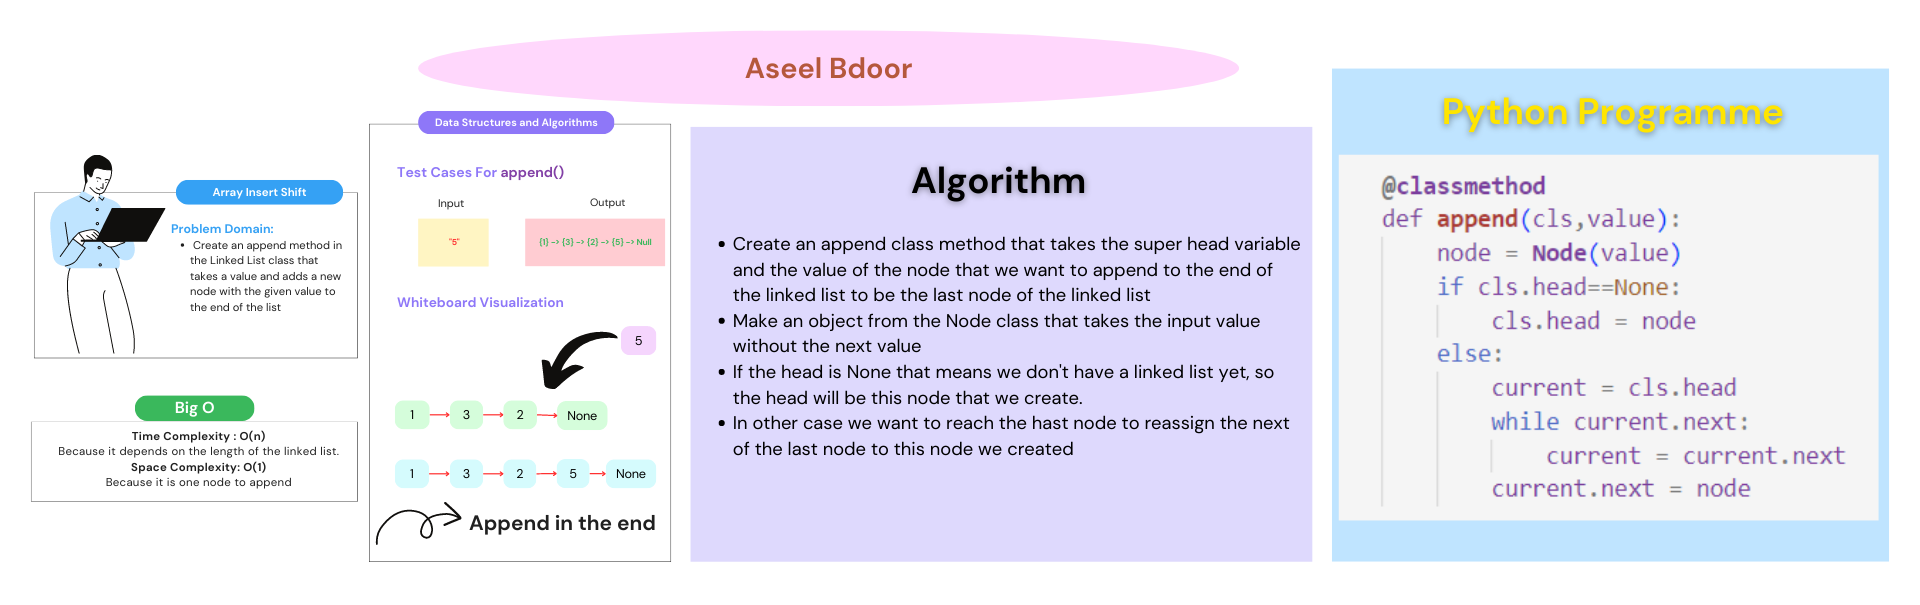 Aseel Bdoor
Array Insert Shift
Problem Domain:
• Create an append method in
the Linked List class that
takes a value and adds a new
node with the given value to
the end of the list
Big O
Time Complexity : O(n)
Because it depends on the length of the linked list.
Space Complexity: O(1)
Because it is one node to append
Data Structures and Algorithms
Test Cases For append()
Input
Output
"5"
{1} -> {3} -> {2} -> {5} -> Null
Whiteboard Visualization
5
1 3 2 None
1 3 2 5 None
Append in the end
Algorithm
• Create an append class method that takes the super head variable
and the value of the node that we want to append to the end of
the linked list to be the last node of the linked list
• Make an object from the Node class that takes the input value
without the next value
• If the head is None that means we don't have a linked list yet, so
the head will be this node that we create.
• In other case we want to reach the hast node to reassign the next
of the last node to this node we created
Python Programme
@classmethod
def append(cls,value):
node = Node(value)
if cls.head==None:
cls.head = node
else:
current = cls.head
while current.next:
current = current.next
current.next = node